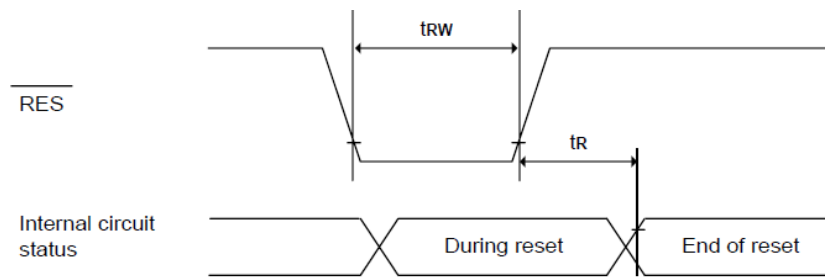 tRW
RES
tR
Internal circuit
status
During reset
End of reset